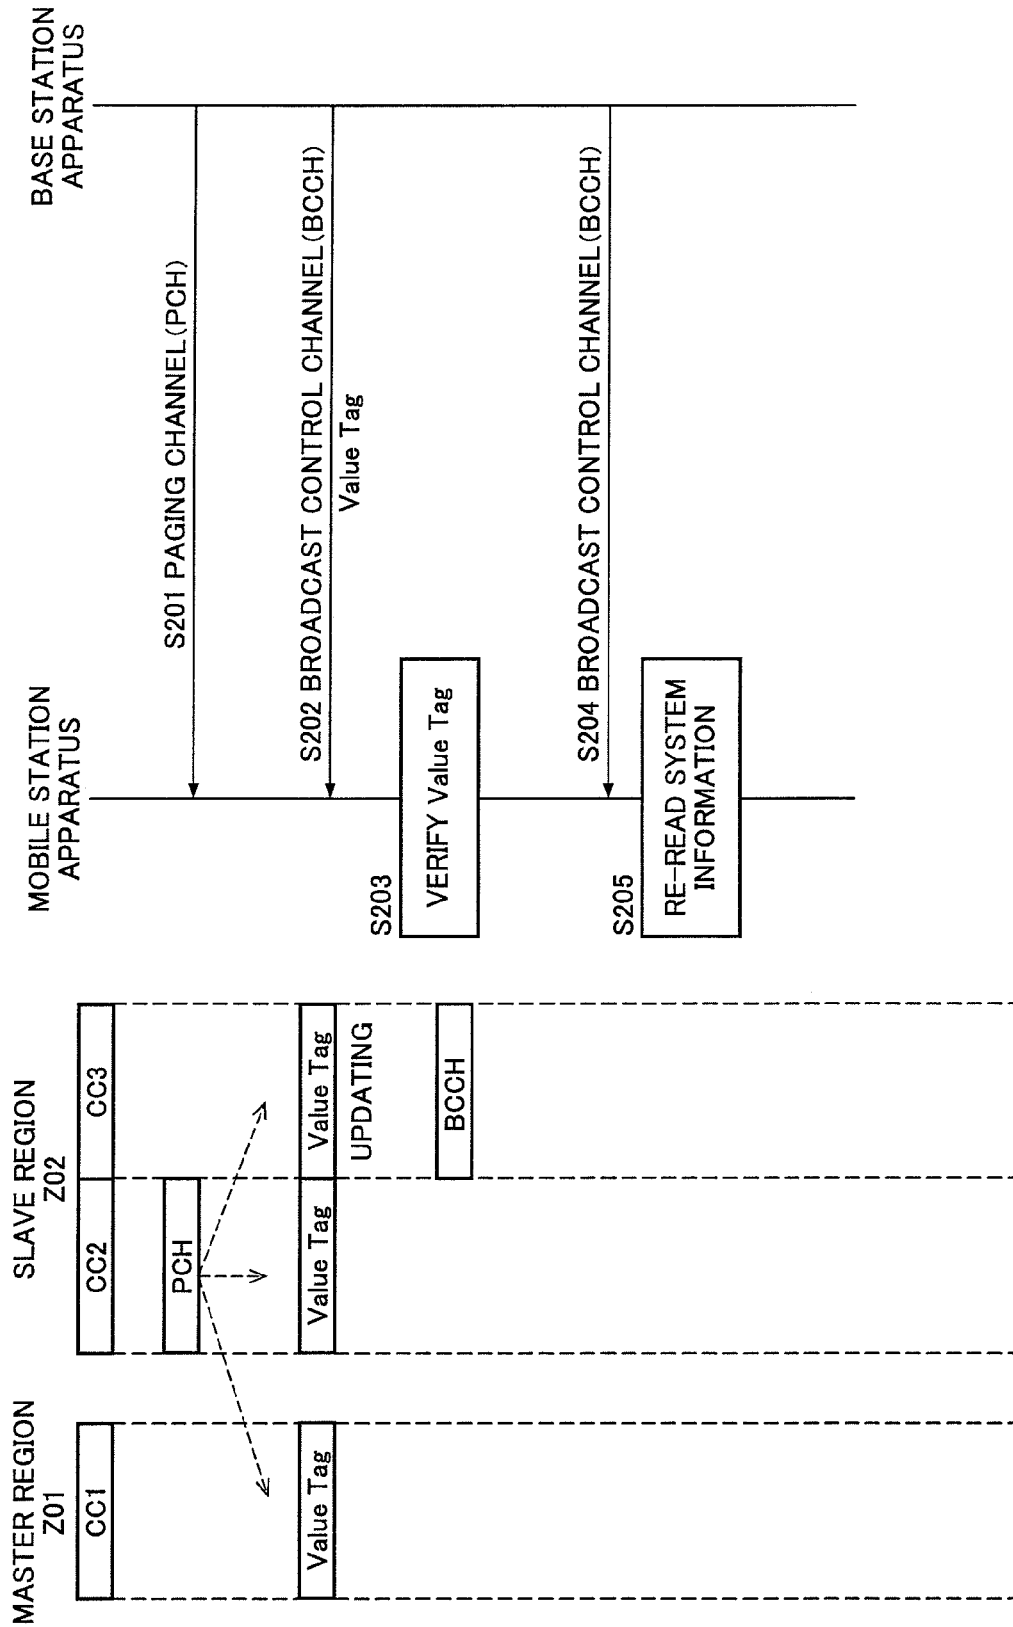 MASTER REGION
Z01
SLAVE REGION
Z02
MOBILE STATION
APPARATUS
BASE STATION
APPARATUS
CC1
CC2
CC3
PCH
S201 PAGING CHANNEL(PCH)
Value Tag
Value Tag
Value Tag
UPDATING
S202 BROADCAST CONTROL CHANNEL(BCCH)
Value Tag
S203
VERIFY Value Tag
BCCH
S204 BROADCAST CONTROL CHANNEL(BCCH)
S205
RE-READ SYSTEM
INFORMATION